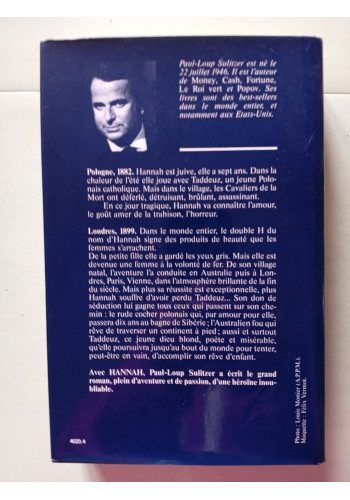 Paul-Loup Sulitzer est né le
22 juillet 1946. Il est l'auteur
de Money, Cash, Fortune,
Le Roi vert et Popov. Ses
livres sont des best-sellers
dans le monde entier, et
notamment aux Etats-Unis.
Pologne, 1882. Hannah est juive, elle a sept ans. Dans la
chaleur de l'été elle joue avec Taddeuz, un jeune Polo-
nais catholique. Mais dans le village, les Cavaliers de la
Mort ont déferlé, détruisant, brûlant, assassinant.
En ce jour tragique, Hannah va connaître l'amour,
le goût amer de la trahison, l'horreur.
Londres, 1899. Dans le monde entier, le double H du
nom d'Hannah signe des produits de beauté que les
femmes s'arrachent.
De la petite fille elle a gardé les yeux gris. Mais elle est
devenue une femme à la volonté de fer. De son village
natal, l'aventure l'a conduite en Australie puis à Lon-
dres, Paris, Vienne, dans l'atmosphère brillante de la fin
du siècle. Mais plus sa réussite est exceptionnelle, plus
Hannah souffre d'avoir perdu Taddeuz... Son don de
séduction lui gagne tous ceux qui passent sur son che-
min : le rude cocher polonais qui, par amour pour elle,
passera dix ans au bagne de Sibérie ; l'Australien fou qui
rêve de traverser un continent à pied ; aussi et surtout
Taddeuz, ce jeune dieu blond, poète et misérable,
qu'elle poursuivra jusqu'au bout du monde pour tenter,
peut-être en vain, d'accomplir son rêve d'enfant.
Avec HANNAH, Paul-Loup Sulitzer a écrit le grand
roman, plein d'aventure et de passion, d'une héroïne inou-
bliable.
4020.4
Photo : Louis Monier (A.P.P.M.)
Maquette : Félix Vermot.